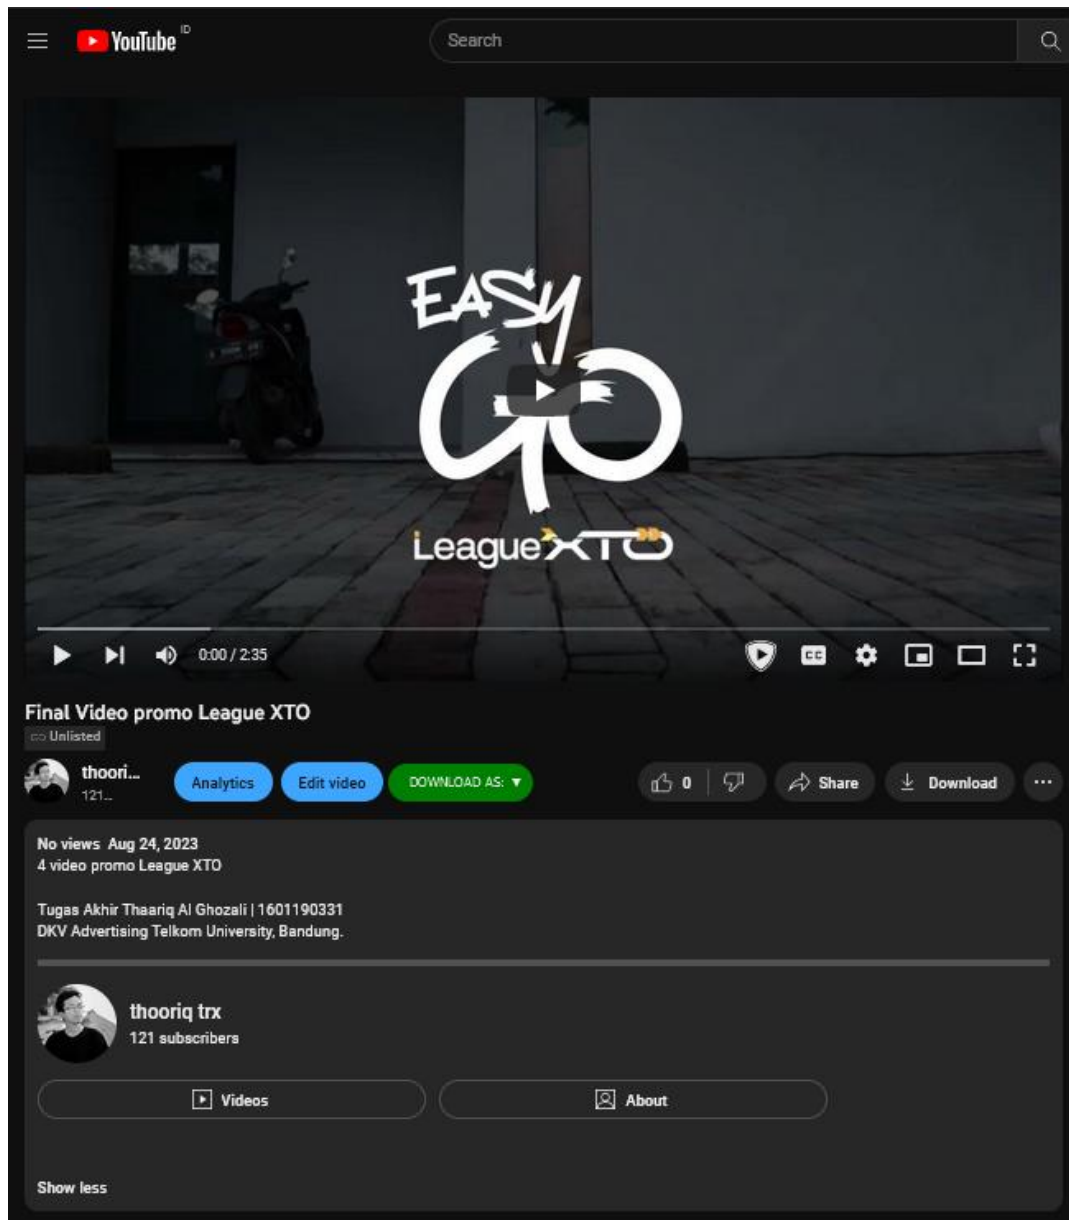 YouTube ID
Search
EASY
GO
League XTO
0:00 / 2:35
CC
Final Video promo League XTO
Unlisted
thoori...
121...
Analytics
Edit video
DOWNLOAD AS: ▼
0
Share
Download
No views Aug 24, 2023
4 video promo League XTO
Tugas Akhir Thaariq Al Ghozali | 1601190331
DKV Advertising Telkom University, Bandung.
thooriq trx
121 subscribers
Videos
About
Show less